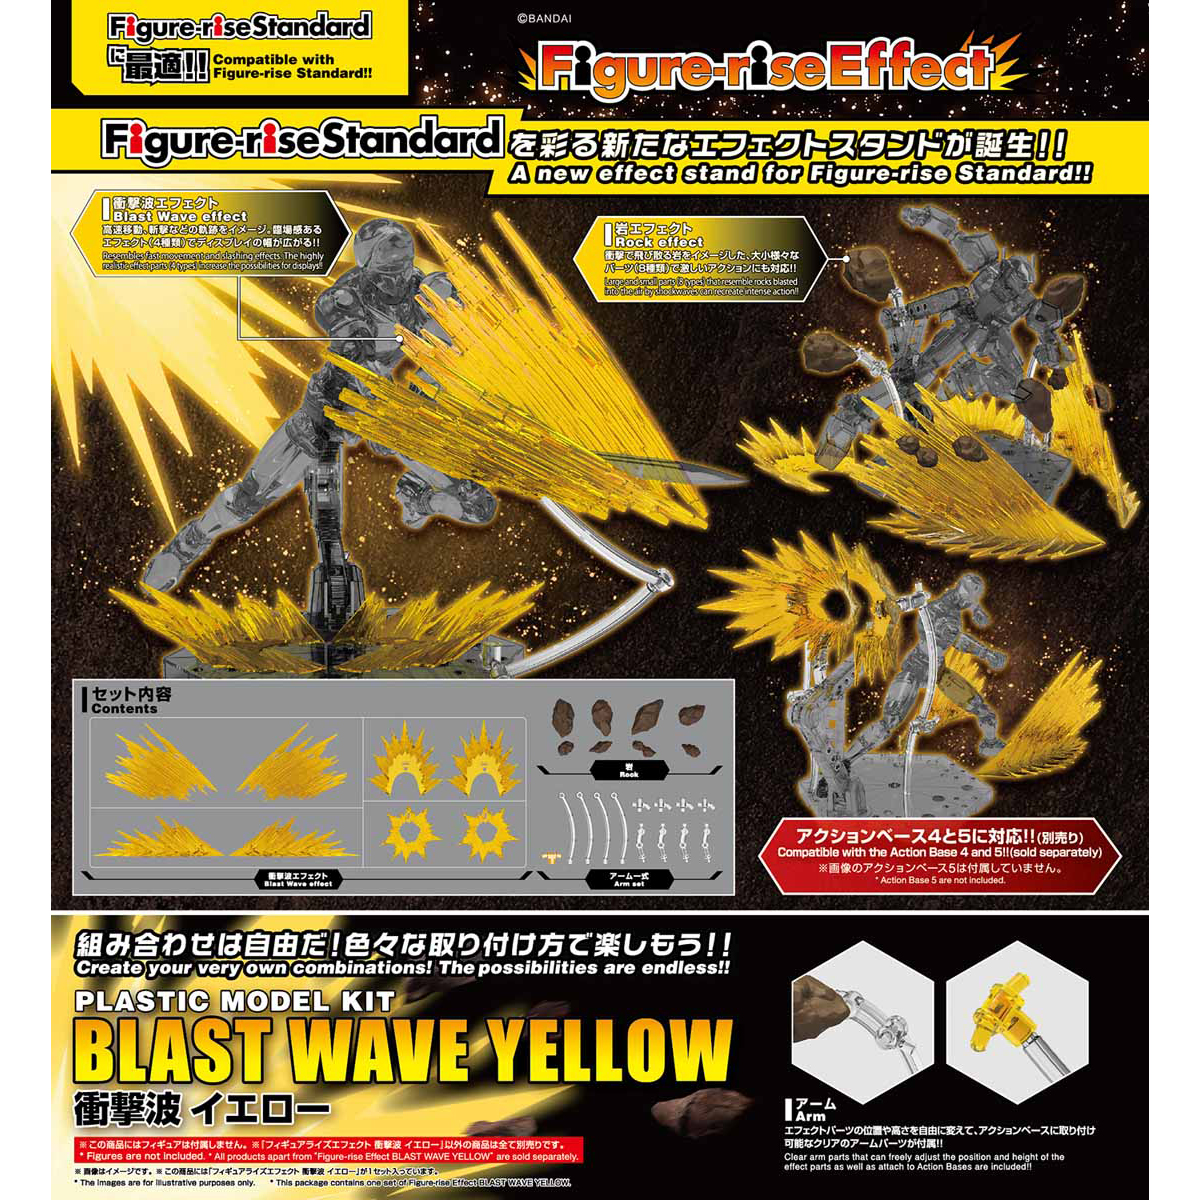 Figure-riseStandard
に最適!! Compatible with
Figure-rise Standard!!
©BANDAI
Figure-riseEffect
Figure-riseStandardを彩る新たなエフェクトスタンドが誕生!!
A new effect stand for Figure-rise Standard!!
衝撃波エフェクト
Blast Wave effect
高速移動、斬撃などの軌跡をイメージ。臨場感ある
エフェクト(4種類)でディスプレイの幅が広がる!!
Resembles fast movement and slashing effects. The highly
realistic effect parts (4 types) increase the possibilities for displays!!
岩エフェクト
Rock effect
衝撃で飛び散る岩をイメージした、大小様々な
パーツ(8種類)で激しいアクションにも対応!!
Large and small parts (8 types) that resemble rocks blasted
into the air by shockwaves can recreate intense action!!
セット内容
Contents
衝撃波エフェクト
Blast Wave effect
岩
Rock
アーム一式
Arm set
アクションベース4と5に対応!!(別売り)
Compatible with the Action Base 4 and 5!!(sold separately)
※画像のアクションベース5は付属していません。
* Action Base 5 are not included.
組み合わせは自由だ!色々な取り付け方で楽しもう!!
Create your very own combinations! The possibilities are endless!!
PLASTIC MODEL KIT
BLAST WAVE YELLOW
衝撃波 イエロー
※この商品にはフィギュアは付属しません。※「フィギュアライズエフェクト 衝撃波 イエロー」以外の商品は全て別売りです。
* Figures are not included. * All products apart from "Figure-rise Effect BLAST WAVE YELLOW" are sold separately.
※画像はイメージです。※この商品には「フィギュアライズエフェクト 衝撃波 イエロー」が1セット入っています。
* The images are for illustrative purposes only. * This package contains one set of Figure-rise Effect BLAST WAVE YELLOW.
アーム
Arm
エフェクトパーツの位置や高さを自由に変えて、アクションベースに取り付け
可能なクリアのアームパーツが付属!!
Clear arm parts that can freely adjust the position and height of the
effect parts as well as attach to Action Bases are included!!